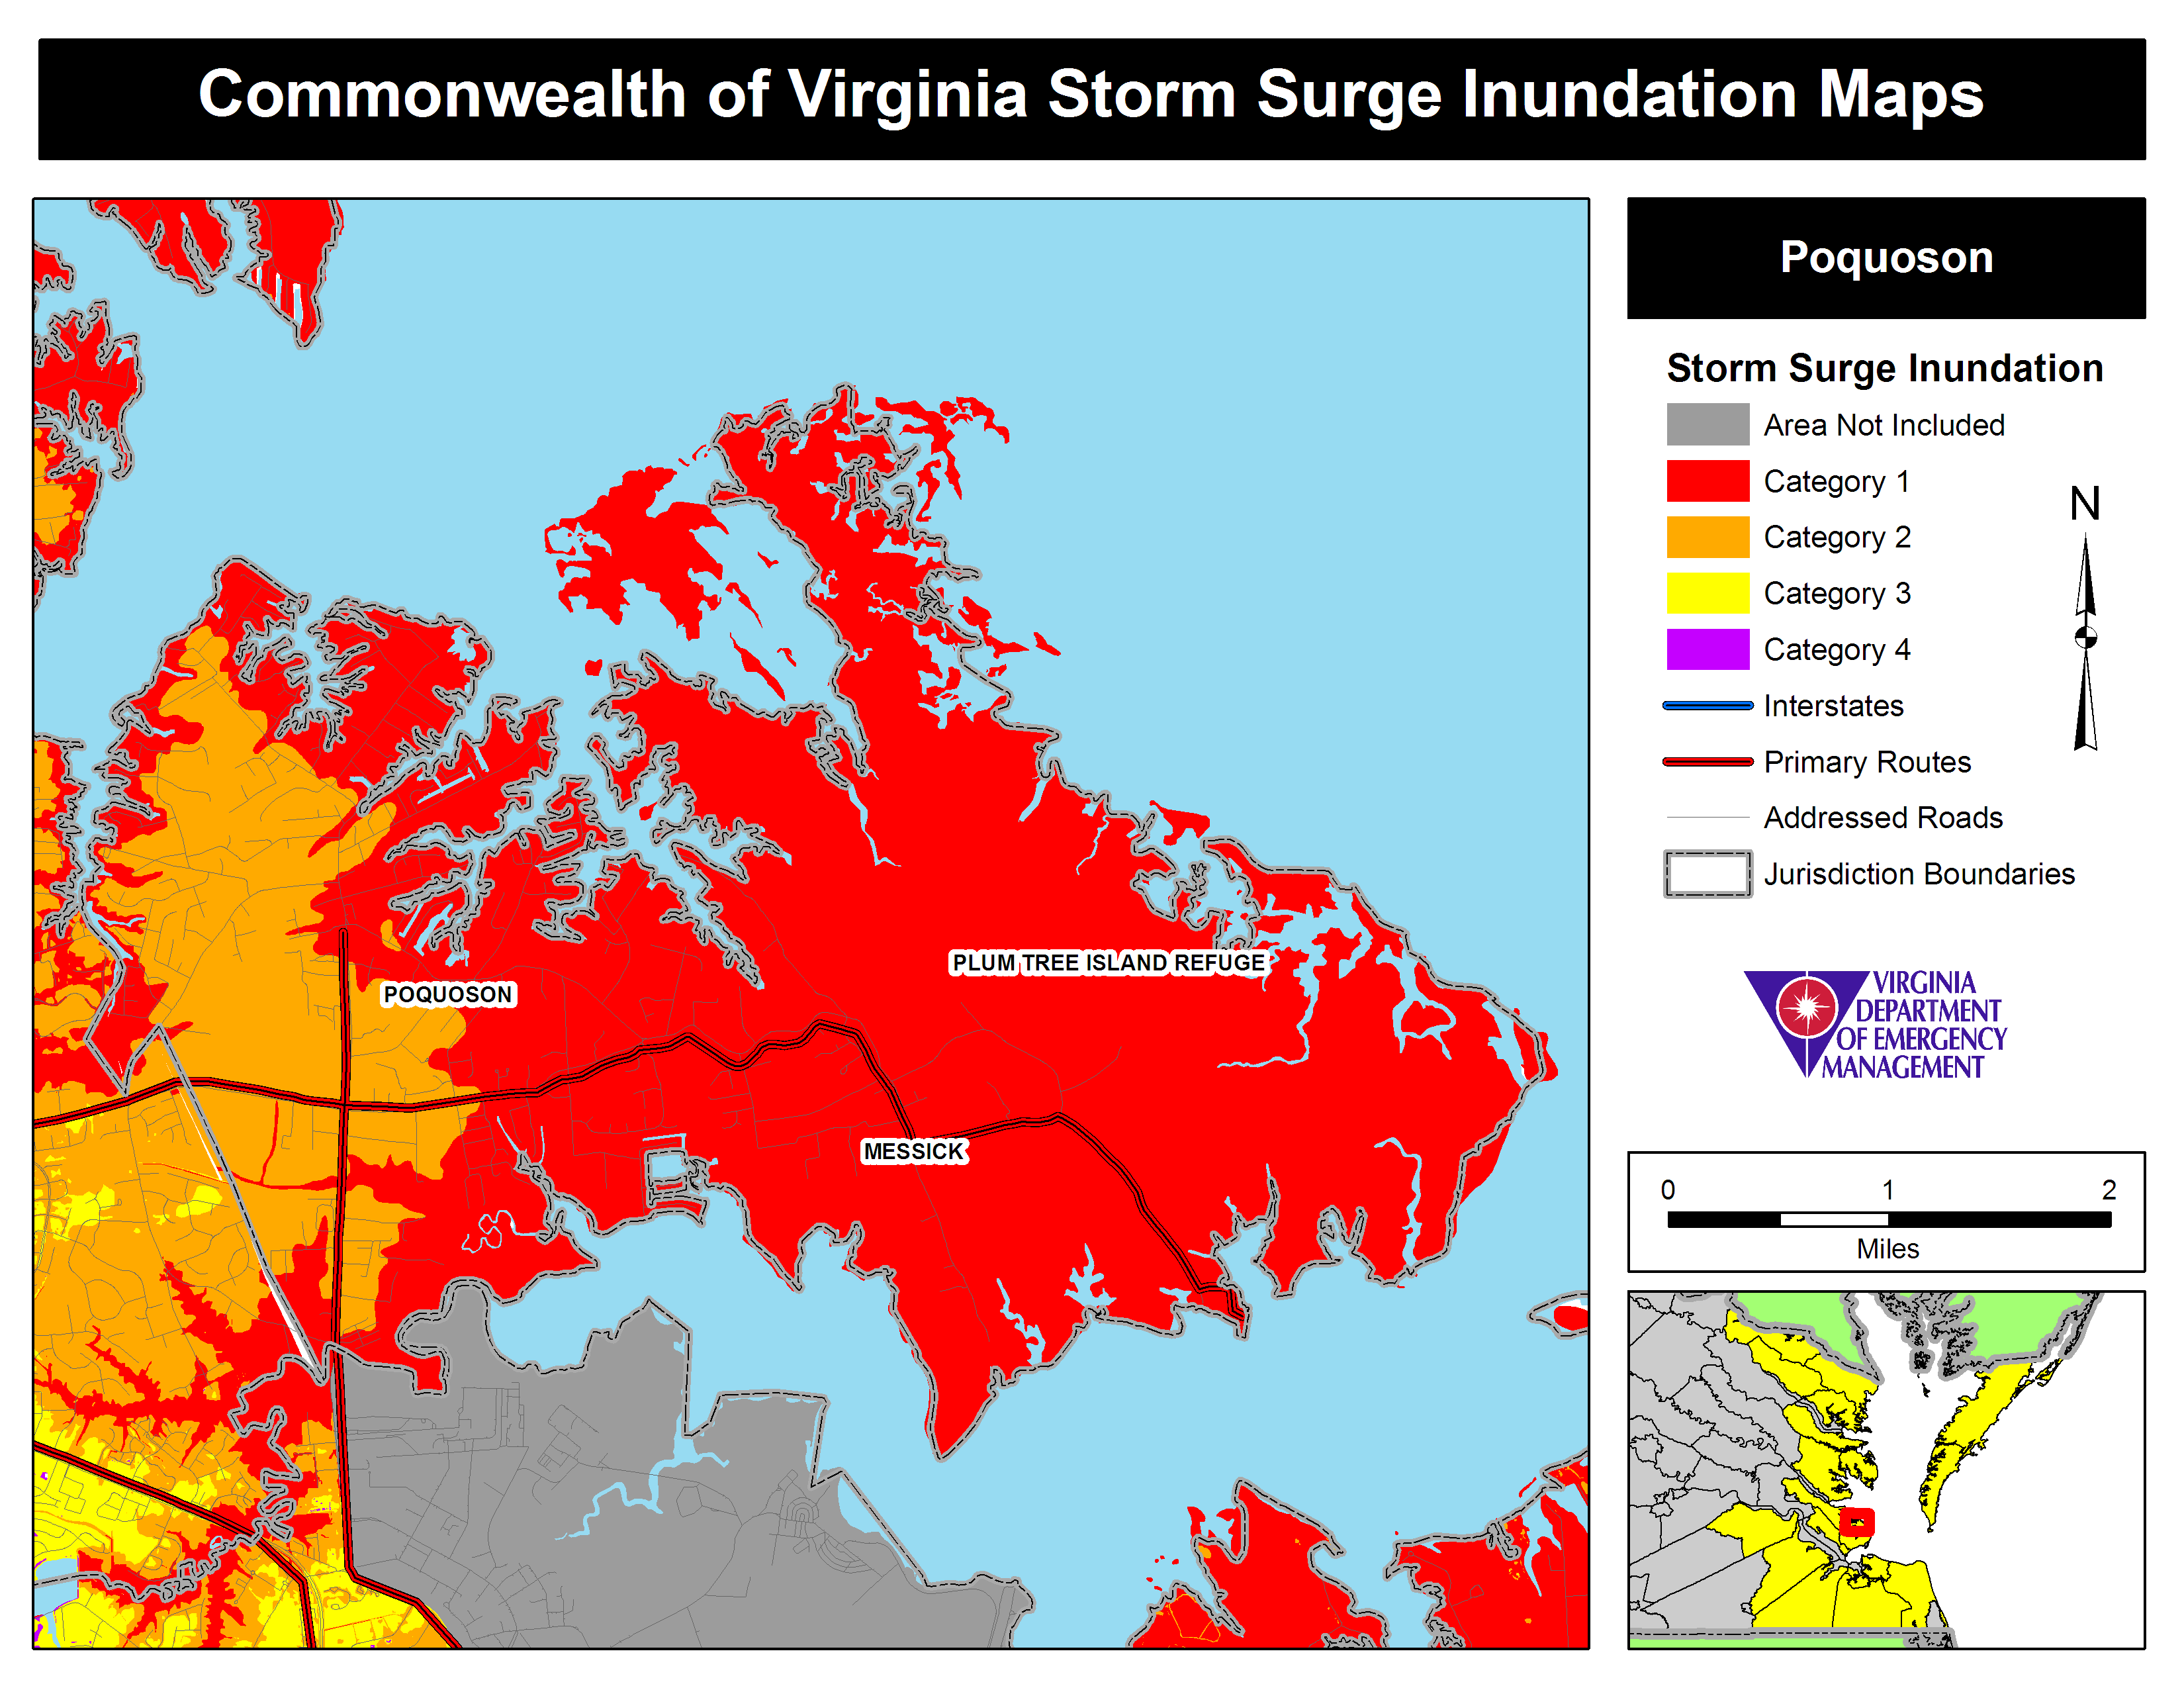 Commonwealth of Virginia Storm Surge Inundation Maps
Poquoson
Storm Surge Inundation
Area Not Included
Category 1
Category 2
Category 3
Category 4
Interstates
Primary Routes
Addressed Roads
Jurisdiction Boundaries
N
PLUM TREE ISLAND REFUGE
POQUOSON
MESSICK
VIRGINIA
DEPARTMENT
OF EMERGENCY
MANAGEMENT
0 1 2
Miles